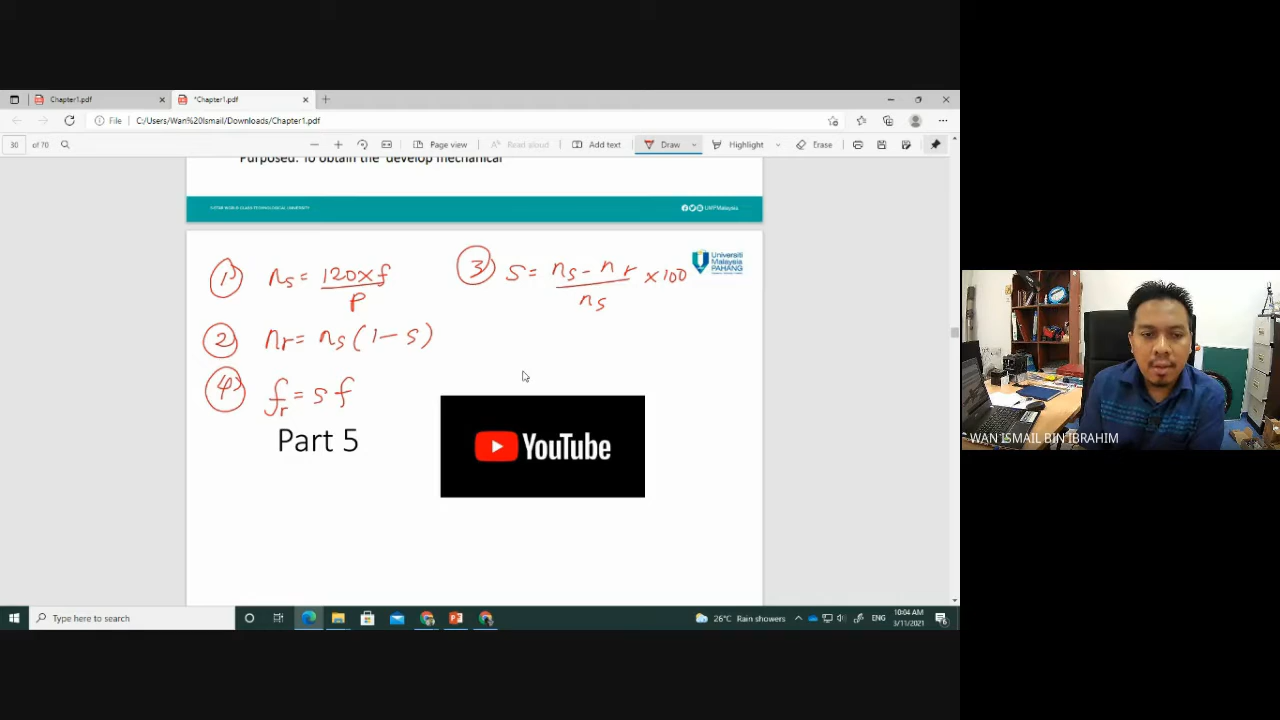 Chapter1.pdf
*Chapter1.pdf
File
C:/Users/Wan%20Ismail/Downloads/Chapter1.pdf
30 of 70
Page view
Read aloud
Add text
Draw
Highlight
Erase
Purposed: To obtain the develop mechanical
UMPMalaysia
① ns = 120×f / P
③ s = ns - nr / ns ×100
Universiti
Malaysia
PAHANG
② nr = ns(1 - s)
④ fr = s f
Part 5
YouTube
WAN ISMAIL BIN IBRAHIM
Type here to search
26°C Rain showers
ENG
10:04 AM
3/11/2021